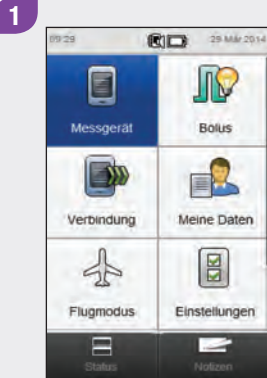 1
09:29 29 Mär 2014
Messgerät Bolus
Verbindung Meine Daten
Flugmodus Einstellungen
Status Notizen